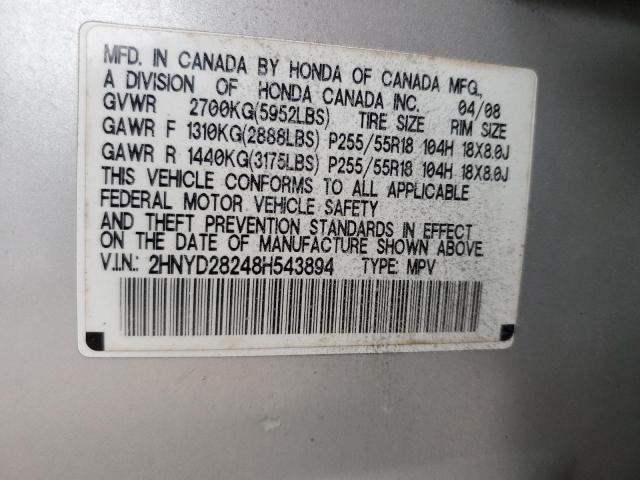 MFD. IN CANADA BY HONDA OF CANADA MFG.,
A DIVISION OF HONDA CANADA INC. 04/08
GVWR 2700KG(5952LBS) TIRE SIZE RIM SIZE
GAWR F 1310KG(2888LBS) P255/55R18 104H 18X8.0J
GAWR R 1440KG(3175LBS) P255/55R18 104H 18X8.0J
THIS VEHICLE CONFORMS TO ALL APPLICABLE
FEDERAL MOTOR VEHICLE SAFETY
AND THEFT PREVENTION STANDARDS IN EFFECT
ON THE DATE OF MANUFACTURE SHOWN ABOVE.
V.I.N.: 2HNYD28248H543894 TYPE: MPV